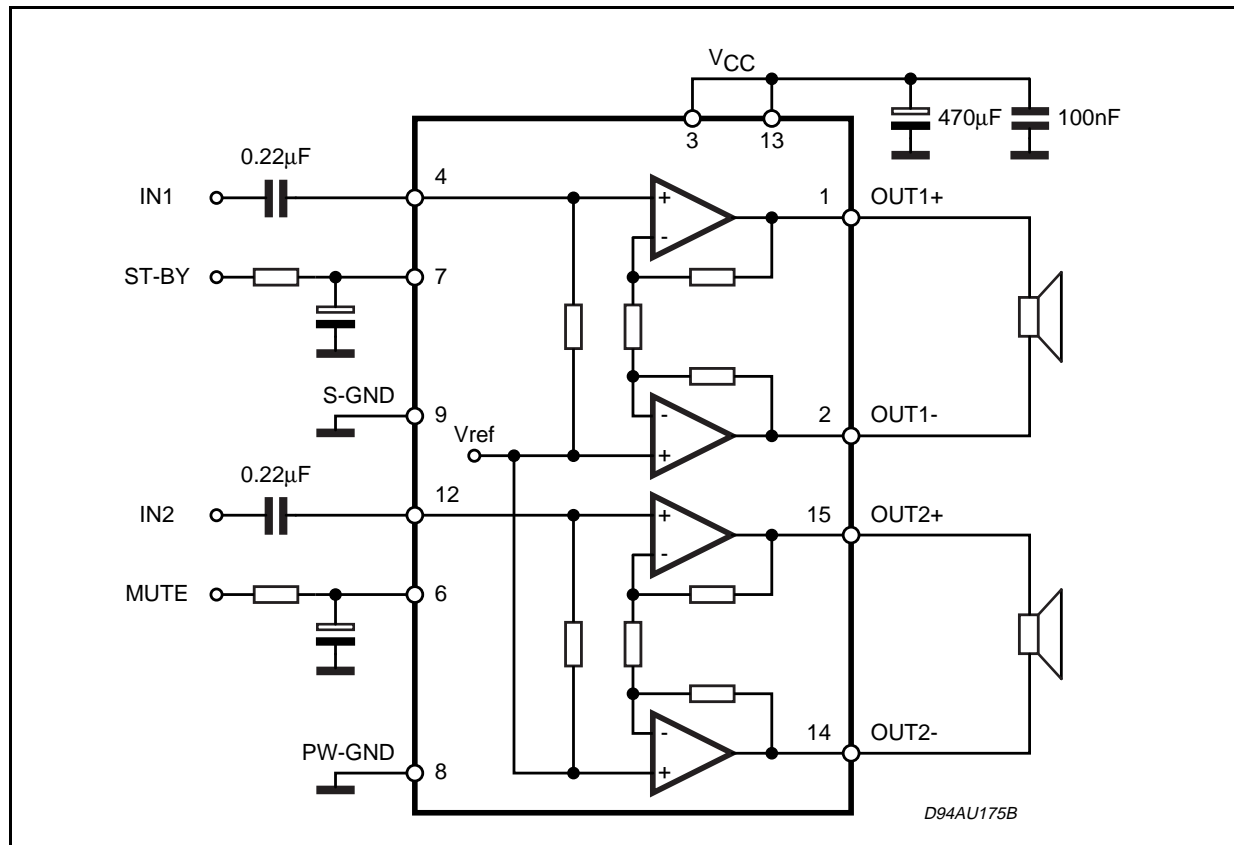 VCC
470μF
100nF
3
13
0.22μF
IN1
4
+
-
1
OUT1+
ST-BY
7
S-GND
9
Vref
-
+
2
OUT1-
0.22μF
IN2
12
+
-
15
OUT2+
MUTE
6
PW-GND
8
-
+
14
OUT2-
D94AU175B